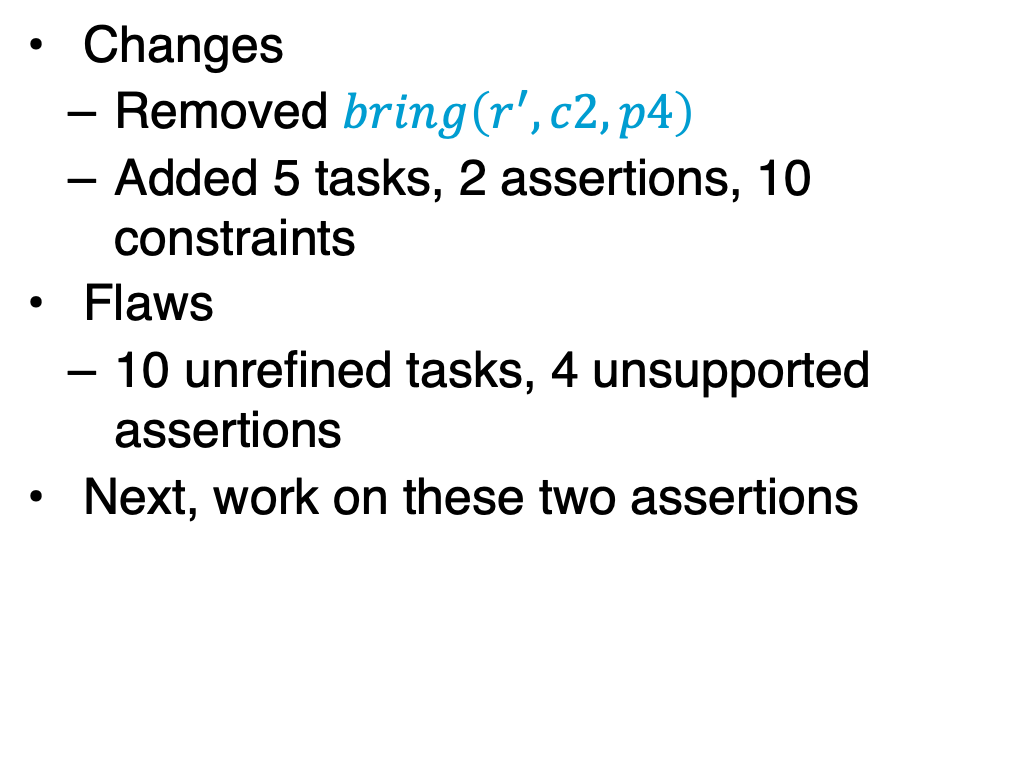 • Changes
– Removed 𝑏𝑟𝑖𝑛𝑔(𝑟′, 𝑐2, 𝑝4)
– Added 5 tasks, 2 assertions, 10
constraints
• Flaws
– 10 unrefined tasks, 4 unsupported
assertions
• Next, work on these two assertions